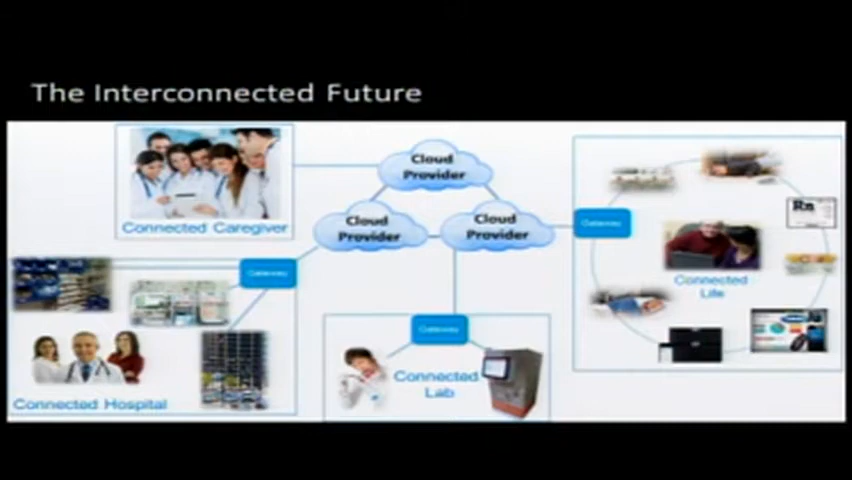 The Interconnected Future
Cloud
Provider
Cloud
Provider
Cloud
Provider
Connected Caregiver
Gateway
Gateway
Gateway
Connected
Life
Connected
Lab
Connected Hospital